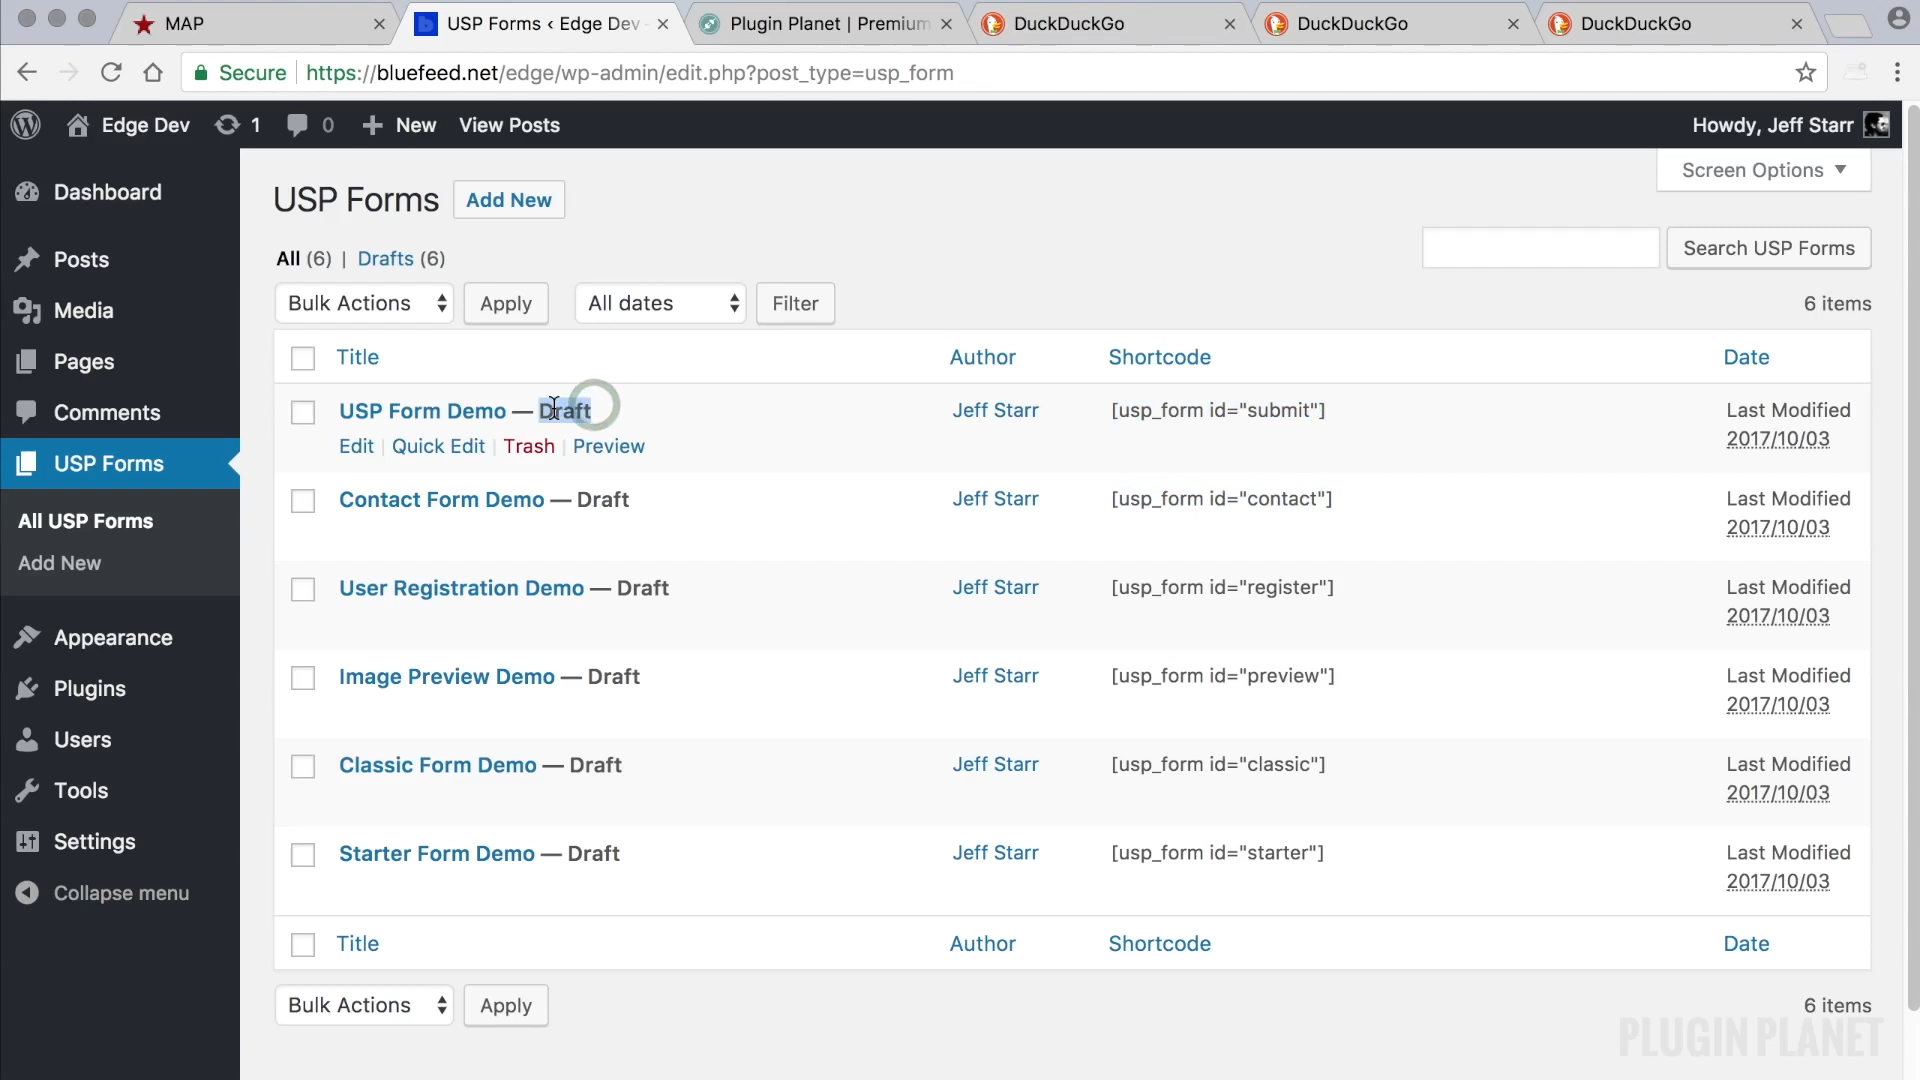 MAP
USP Forms ‹ Edge Dev -
Plugin Planet | Premium
DuckDuckGo
DuckDuckGo
DuckDuckGo
Secure https://bluefeed.net/edge/wp-admin/edit.php?post_type=usp_form
Edge Dev 1 0 + New View Posts Howdy, Jeff Starr
Screen Options
Dashboard
Posts
Media
Pages
Comments
USP Forms
All USP Forms
Add New
Appearance
Plugins
Users
Tools
Settings
Collapse menu
USP Forms Add New
All (6) | Drafts (6)
Search USP Forms
Bulk Actions Apply All dates Filter 6 items
Title Author Shortcode Date
USP Form Demo — Draft Jeff Starr [usp_form id="submit"] Last Modified
2017/10/03
Edit | Quick Edit | Trash | Preview
Contact Form Demo — Draft Jeff Starr [usp_form id="contact"] Last Modified
2017/10/03
User Registration Demo — Draft Jeff Starr [usp_form id="register"] Last Modified
2017/10/03
Image Preview Demo — Draft Jeff Starr [usp_form id="preview"] Last Modified
2017/10/03
Classic Form Demo — Draft Jeff Starr [usp_form id="classic"] Last Modified
2017/10/03
Starter Form Demo — Draft Jeff Starr [usp_form id="starter"] Last Modified
2017/10/03
Title Author Shortcode Date
Bulk Actions Apply 6 items
PLUGIN PLANET